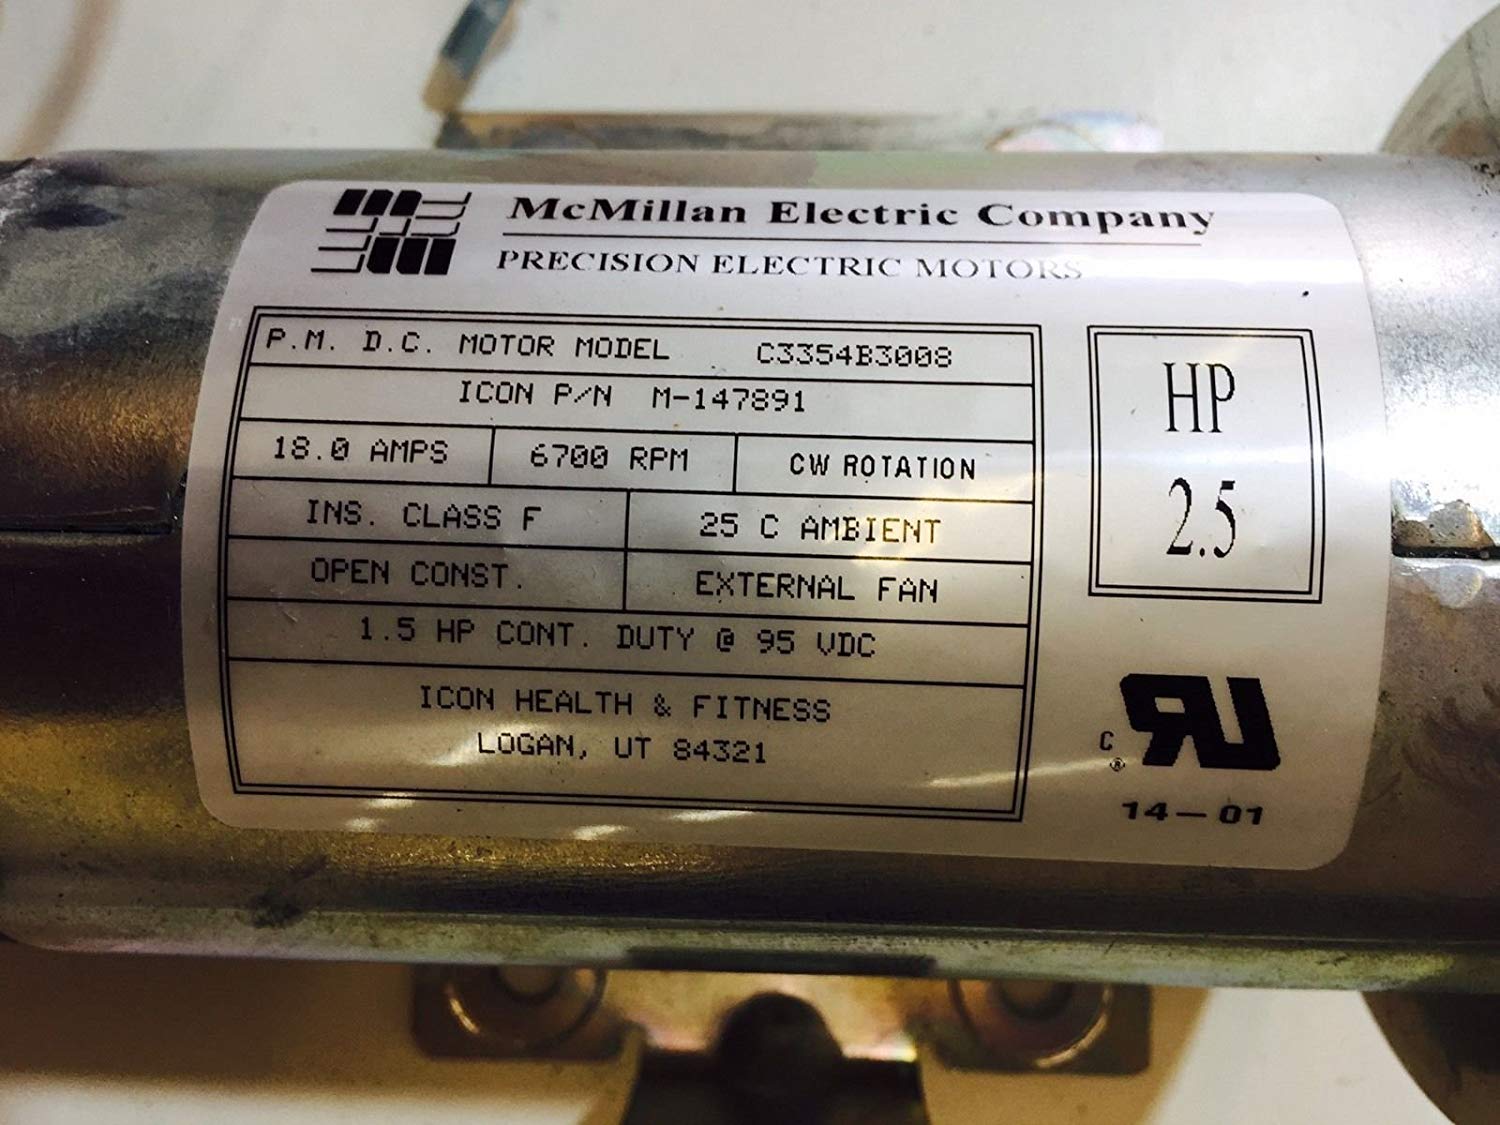 McMillan Electric Company
PRECISION ELECTRIC MOTORS
P.M. D.C. MOTOR MODEL C3354B3008
ICON P/N M-147891
18.0 AMPS 6700 RPM CW ROTATION
INS. CLASS F 25 C AMBIENT
OPEN CONST. EXTERNAL FAN
1.5 HP CONT. DUTY @ 95 VDC
ICON HEALTH & FITNESS
LOGAN, UT 84321
HP
2.5
C RU ®
14-01